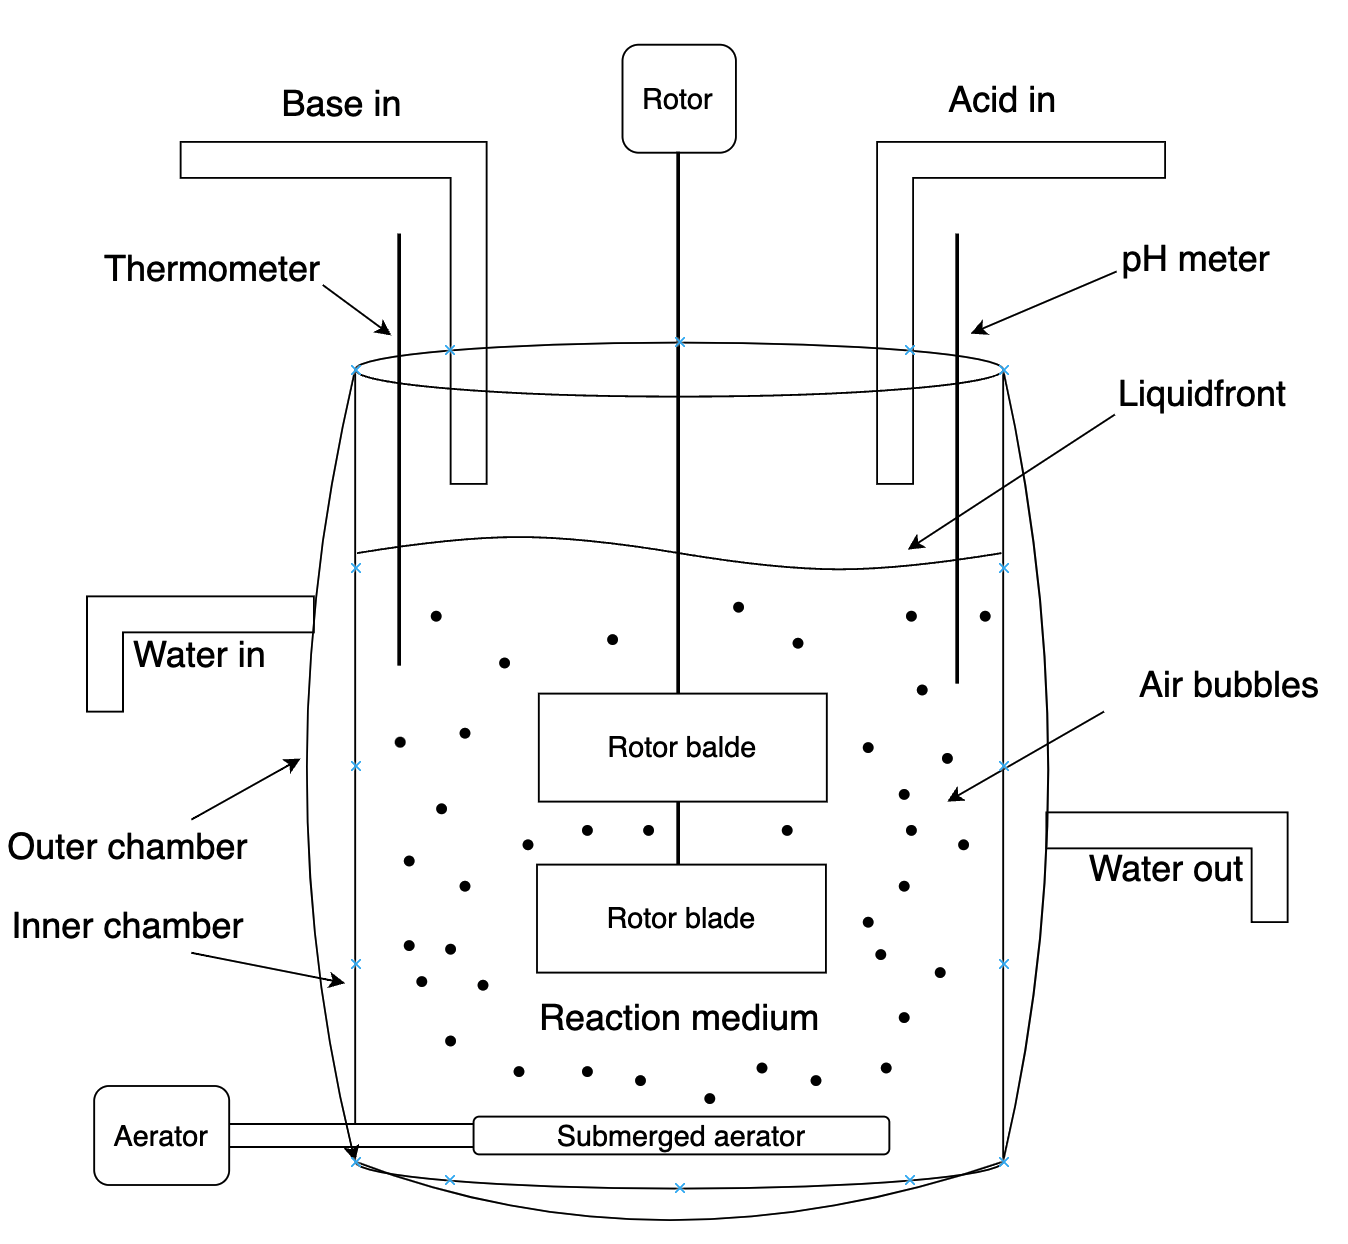 Base in
Rotor
Acid in
Thermometer
pH meter
Liquidfront
Water in
Air bubbles
Rotor balde
Outer chamber
Water out
Inner chamber
Rotor blade
Reaction medium
Aerator
Submerged aerator